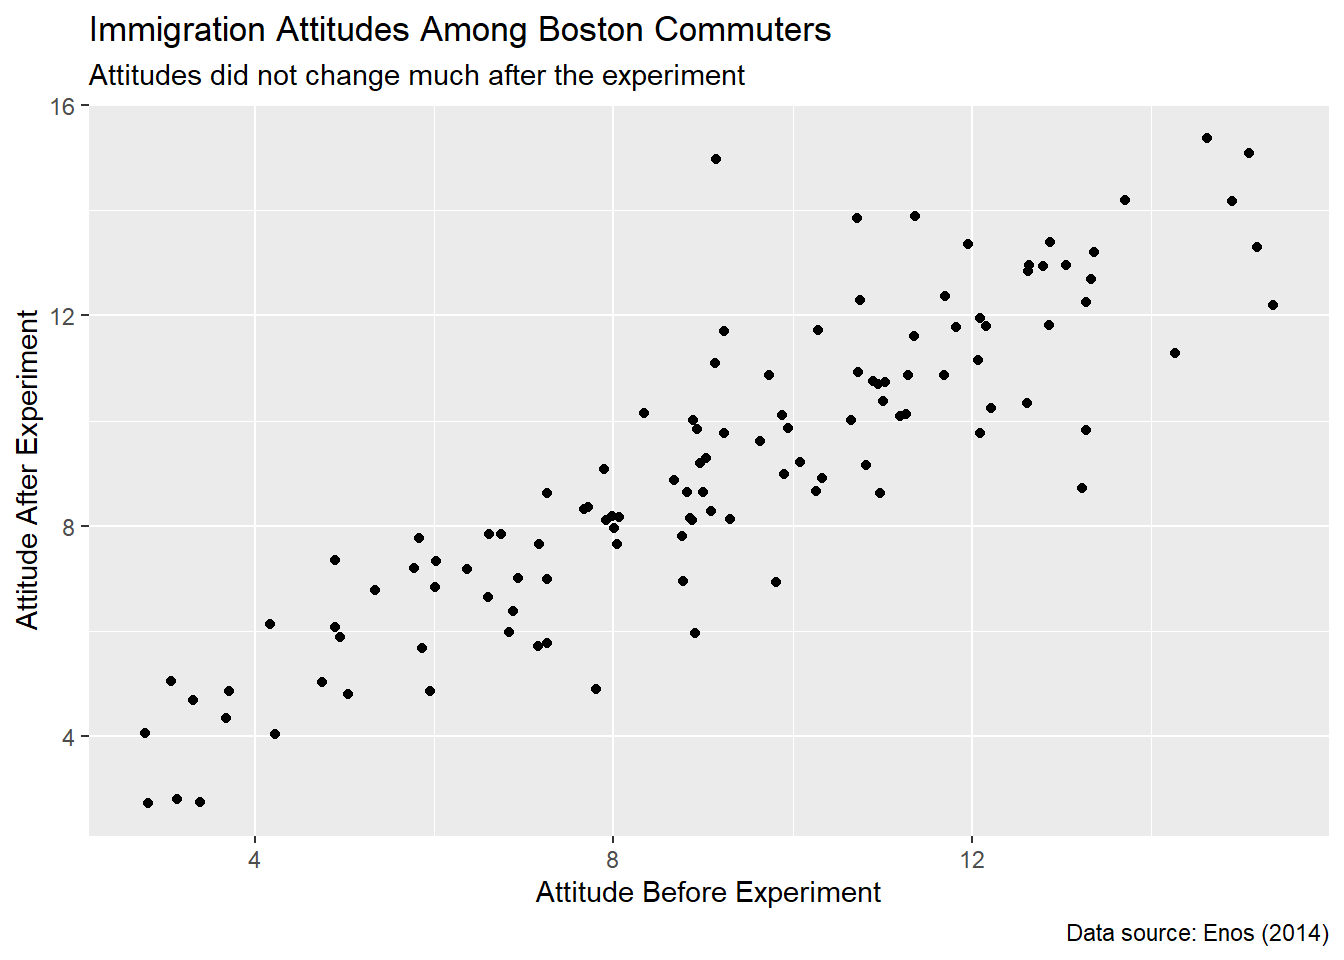 Immigration Attitudes Among Boston Commuters
Attitudes did not change much after the experiment
16
12
8
4
Attitude After Experiment
4 8 12
Attitude Before Experiment
Data source: Enos (2014)